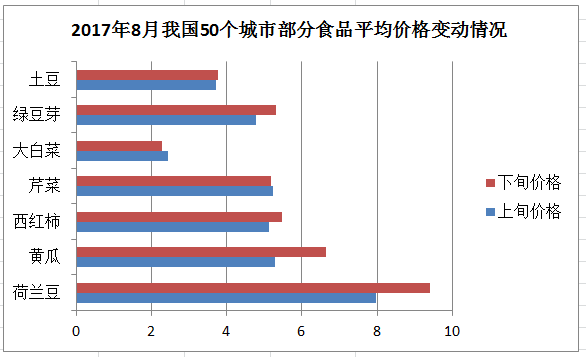 2017年8月我国50个城市部分食品平均价格变动情况
土豆
绿豆芽
大白菜
芹菜
西红柿
黄瓜
荷兰豆
下旬价格
上旬价格
0 2 4 6 8 10